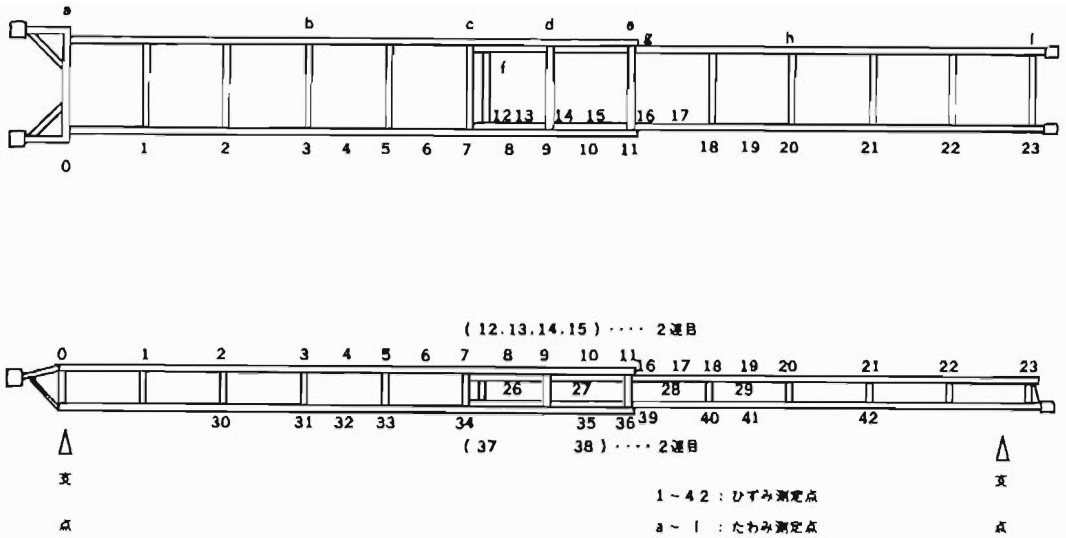 a b c d e g h l
f
12 13 14 15 16 17
0 1 2 3 4 5 6 7 8 9 10 11 18 19 20 21 22 23
( 12.13.14.15 ) ···· 2連目
0 1 2 3 4 5 6 7 8 9 10 11 16 17 18 19 20 21 22 23
26 27 28 29
30 31 32 33 34 35 36 39 40 41 42
( 37 38 ) ···· 2連目
支点
支点
1~42 : ひずみ測定点
a~l : たわみ測定点